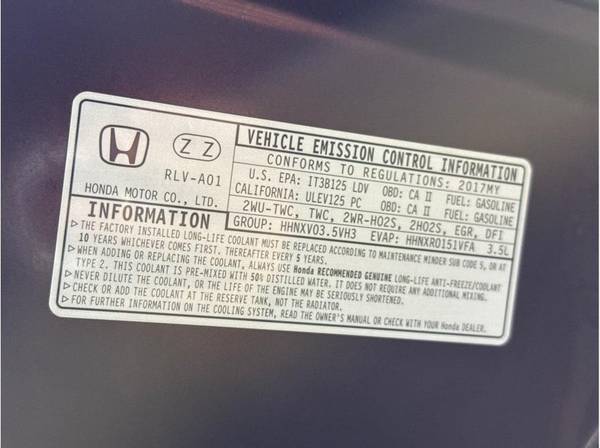 Z Z
RLV-A01
HONDA MOTOR CO., LTD.
VEHICLE EMISSION CONTROL INFORMATION
CONFORMS TO REGULATIONS: 2017MY
U.S. EPA: IT3B125 LDV OBD: CA II FUEL: GASOLINE
CALIFORNIA: ULEV125 PC OBD: CA II FUEL: GASOLINE
2WU-TWC, TWC, 2WR-HO2S, 2HO2S, EGR, DFI
GROUP: HHNXV03.5VH3 EVAP: HHNXR0151VFA 3.5L
INFORMATION
▷THE FACTORY INSTALLED LONG-LIFE COOLANT MUST BE REPLACED ACCORDING TO MAINTENANCE MINDER SUB CODE 5, OR AT
10 YEARS WHICHEVER COMES FIRST. THEREAFTER EVERY 5 YEARS.
▷WHEN ADDING OR REPLACING THE COOLANT, ALWAYS USE Honda RECOMMENDED GENUINE LONG-LIFE ANTI-FREEZE/COOLANT
TYPE 2. THIS COOLANT IS PRE-MIXED WITH 50% DISTILLED WATER. IT DOES NOT REQUIRE ANY ADDITIONAL MIXING.
▷NEVER DILUTE THE COOLANT, OR THE LIFE OF THE ENGINE MAY BE SERIOUSLY SHORTENED.
▷CHECK OR ADD THE COOLANT AT THE RESERVE TANK, NOT THE RADIATOR.
▷FOR FURTHER INFORMATION ON THE COOLING SYSTEM, READ THE OWNER'S MANUAL OR CHECK WITH YOUR Honda DEALER.